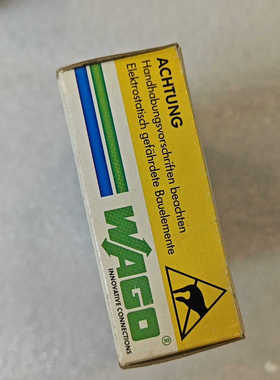 ACHTUNG
Handhabungsvorschriften beachten
Elektrostatisch gefährdete Bauelemente
WAGO®
INNOVATIVE CONNECTIONS